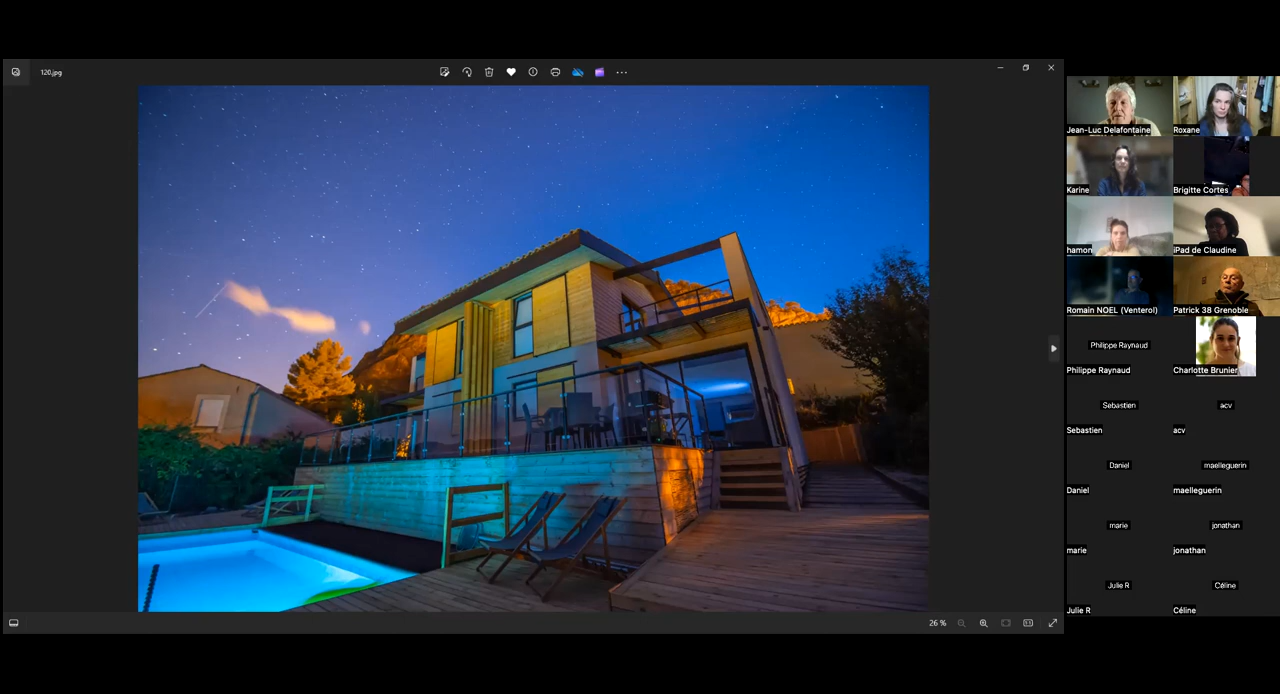 120.jpg
Jean-Luc Delafontaine
Roxane
Karine
Brigitte Cortes
hamon
iPad de Claudine
Romain NOEL (Venterol)
Patrick 38 Grenoble
Philippe Raynaud
Philippe Raynaud
Charlotte Brunier
Sebastien
acv
Sebastien
acv
Daniel
maelleguerin
Daniel
maelleguerin
marie
jonathan
marie
jonathan
Julie R
Céline
Julie R
Céline
26 %